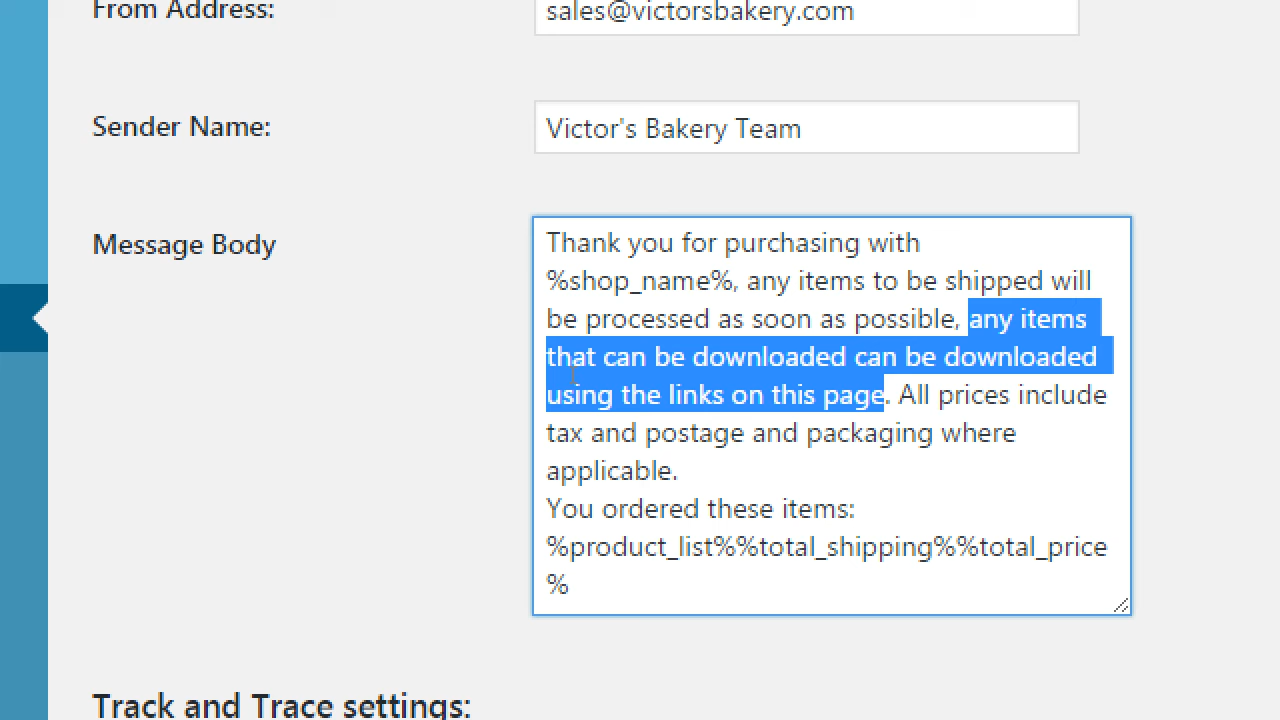 From Address:
sales@victorsbakery.com
Sender Name:
Victor's Bakery Team
Message Body
Thank you for purchasing with
%shop_name%, any items to be shipped will
be processed as soon as possible, any items
that can be downloaded can be downloaded
using the links on this page. All prices include
tax and postage and packaging where
applicable.
You ordered these items:
%product_list%%total_shipping%%total_price
%
Track and Trace settings: